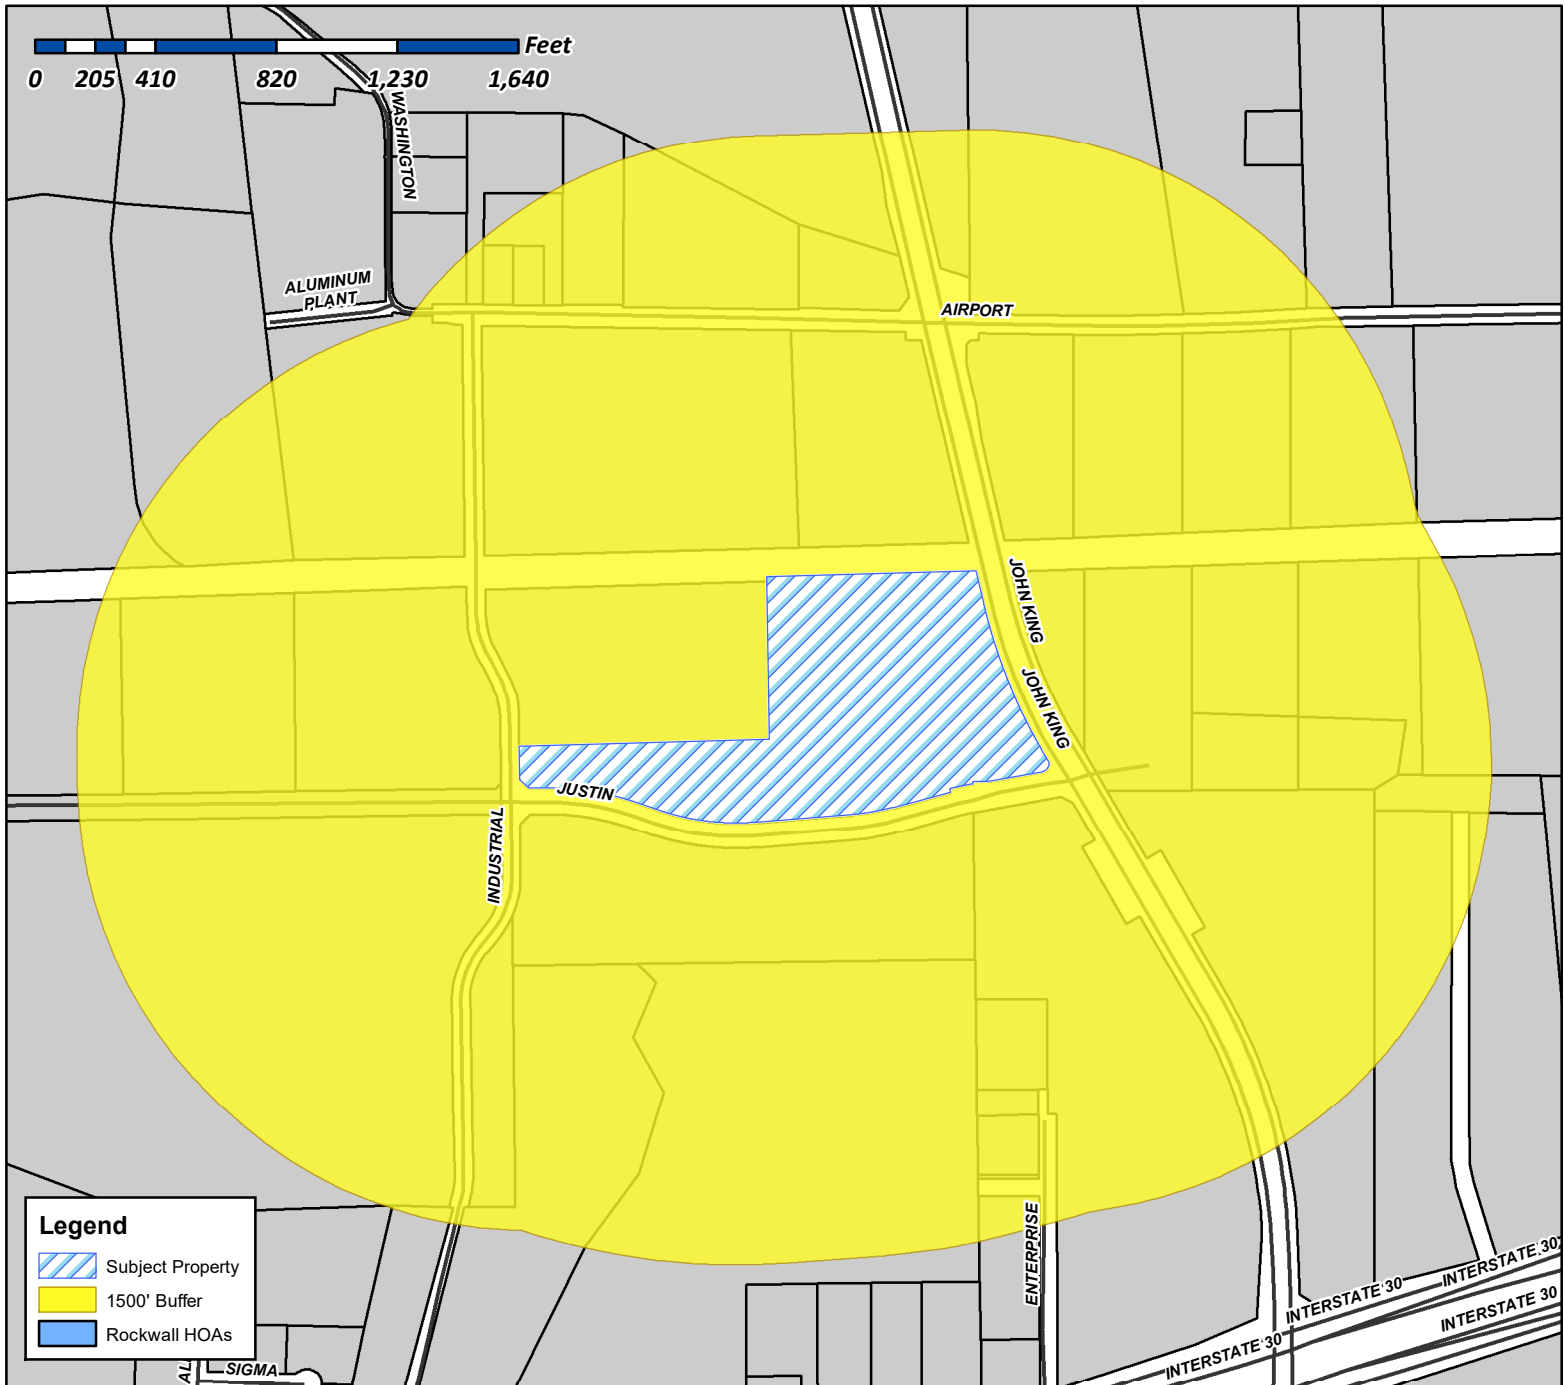 Feet
0 205 410 820 1,230 1,640
WASHINGTON
ALUMINUM
PLANT
AIRPORT
JOHN KING
JOHN KING
JUSTIN
INDUSTRIAL
ENTERPRISE
INTERSTATE 30
INTERSTATE 30
INTERSTATE 30
INTERSTATE 30
Legend
Subject Property
1500' Buffer
Rockwall HOAs
SIGMA
AL